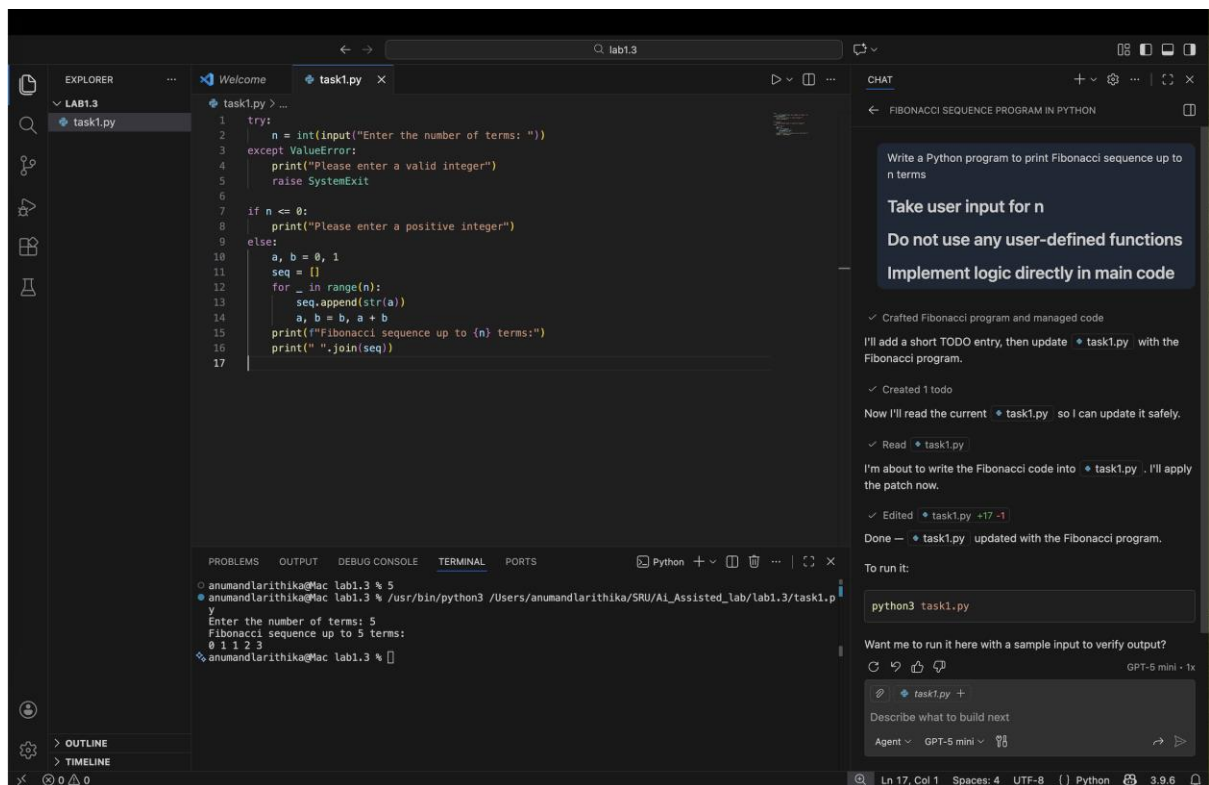 lab1.3
EXPLORER
LAB1.3
task1.py
OUTLINE
TIMELINE
Welcome
task1.py
task1.py > ...
1 try:
2 n = int(input("Enter the number of terms: "))
3 except ValueError:
4 print("Please enter a valid integer")
5 raise SystemExit
6
7 if n <= 0:
8 print("Please enter a positive integer")
9 else:
10 a, b = 0, 1
11 seq = []
12 for _ in range(n):
13 seq.append(str(a))
14 a, b = b, a + b
15 print(f"Fibonacci sequence up to {n} terms:")
16 print(" ".join(seq))
17
PROBLEMS OUTPUT DEBUG CONSOLE TERMINAL PORTS
Python
anumandlarithika@Mac lab1.3 % 5
anumandlarithika@Mac lab1.3 % /usr/bin/python3 /Users/anumandlarithika/SRU/Ai_Assisted_lab/lab1.3/task1.p
y
Enter the number of terms: 5
Fibonacci sequence up to 5 terms:
0 1 1 2 3
anumandlarithika@Mac lab1.3 %
CHAT
FIBONACCI SEQUENCE PROGRAM IN PYTHON
Write a Python program to print Fibonacci sequence up to
n terms
Take user input for n
Do not use any user-defined functions
Implement logic directly in main code
Crafted Fibonacci program and managed code
I'll add a short TODO entry, then update task1.py with the
Fibonacci program.
Created 1 todo
Now I'll read the current task1.py so I can update it safely.
Read task1.py
I'm about to write the Fibonacci code into task1.py . I'll apply
the patch now.
Edited task1.py +17 -1
Done — task1.py updated with the Fibonacci program.
To run it:
python3 task1.py
Want me to run it here with a sample input to verify output?
GPT-5 mini • 1x
task1.py +
Describe what to build next
Agent GPT-5 mini
0 0
Ln 17, Col 1 Spaces: 4 UTF-8 { } Python 3.9.6